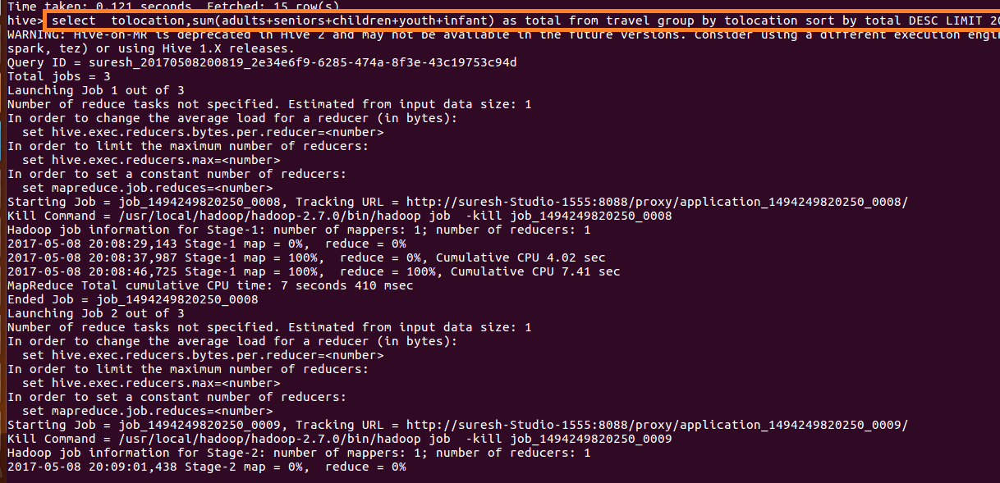 Time taken: 0.121 seconds, Fetched: 15 row(s)
hive> select  tolocation,sum(adults+seniors+children+youth+infant) as total from travel group by tolocation sort by total DESC LIMIT 20
WARNING: Hive-on-MR is deprecated in Hive 2 and may not be available in the future versions. Consider using a different execution engi
spark, tez) or using Hive 1.X releases.
Query ID = suresh_20170508200819_2e34e6f9-6285-474a-8f3e-43c19753c94d
Total jobs = 3
Launching Job 1 out of 3
Number of reduce tasks not specified. Estimated from input data size: 1
In order to change the average load for a reducer (in bytes):
  set hive.exec.reducers.bytes.per.reducer=<number>
In order to limit the maximum number of reducers:
  set hive.exec.reducers.max=<number>
In order to set a constant number of reducers:
  set mapreduce.job.reduces=<number>
Starting Job = job_1494249820250_0008, Tracking URL = http://suresh-Studio-1555:8088/proxy/application_1494249820250_0008/
Kill Command = /usr/local/hadoop/hadoop-2.7.0/bin/hadoop job  -kill job_1494249820250_0008
Hadoop job information for Stage-1: number of mappers: 1; number of reducers: 1
2017-05-08 20:08:29,143 Stage-1 map = 0%,  reduce = 0%
2017-05-08 20:08:37,987 Stage-1 map = 100%,  reduce = 0%, Cumulative CPU 4.02 sec
2017-05-08 20:08:46,725 Stage-1 map = 100%,  reduce = 100%, Cumulative CPU 7.41 sec
MapReduce Total cumulative CPU time: 7 seconds 410 msec
Ended Job = job_1494249820250_0008
Launching Job 2 out of 3
Number of reduce tasks not specified. Estimated from input data size: 1
In order to change the average load for a reducer (in bytes):
  set hive.exec.reducers.bytes.per.reducer=<number>
In order to limit the maximum number of reducers:
  set hive.exec.reducers.max=<number>
In order to set a constant number of reducers:
  set mapreduce.job.reduces=<number>
Starting Job = job_1494249820250_0009, Tracking URL = http://suresh-Studio-1555:8088/proxy/application_1494249820250_0009/
Kill Command = /usr/local/hadoop/hadoop-2.7.0/bin/hadoop job  -kill job_1494249820250_0009
Hadoop job information for Stage-2: number of mappers: 1; number of reducers: 1
2017-05-08 20:09:01,438 Stage-2 map = 0%,  reduce = 0%